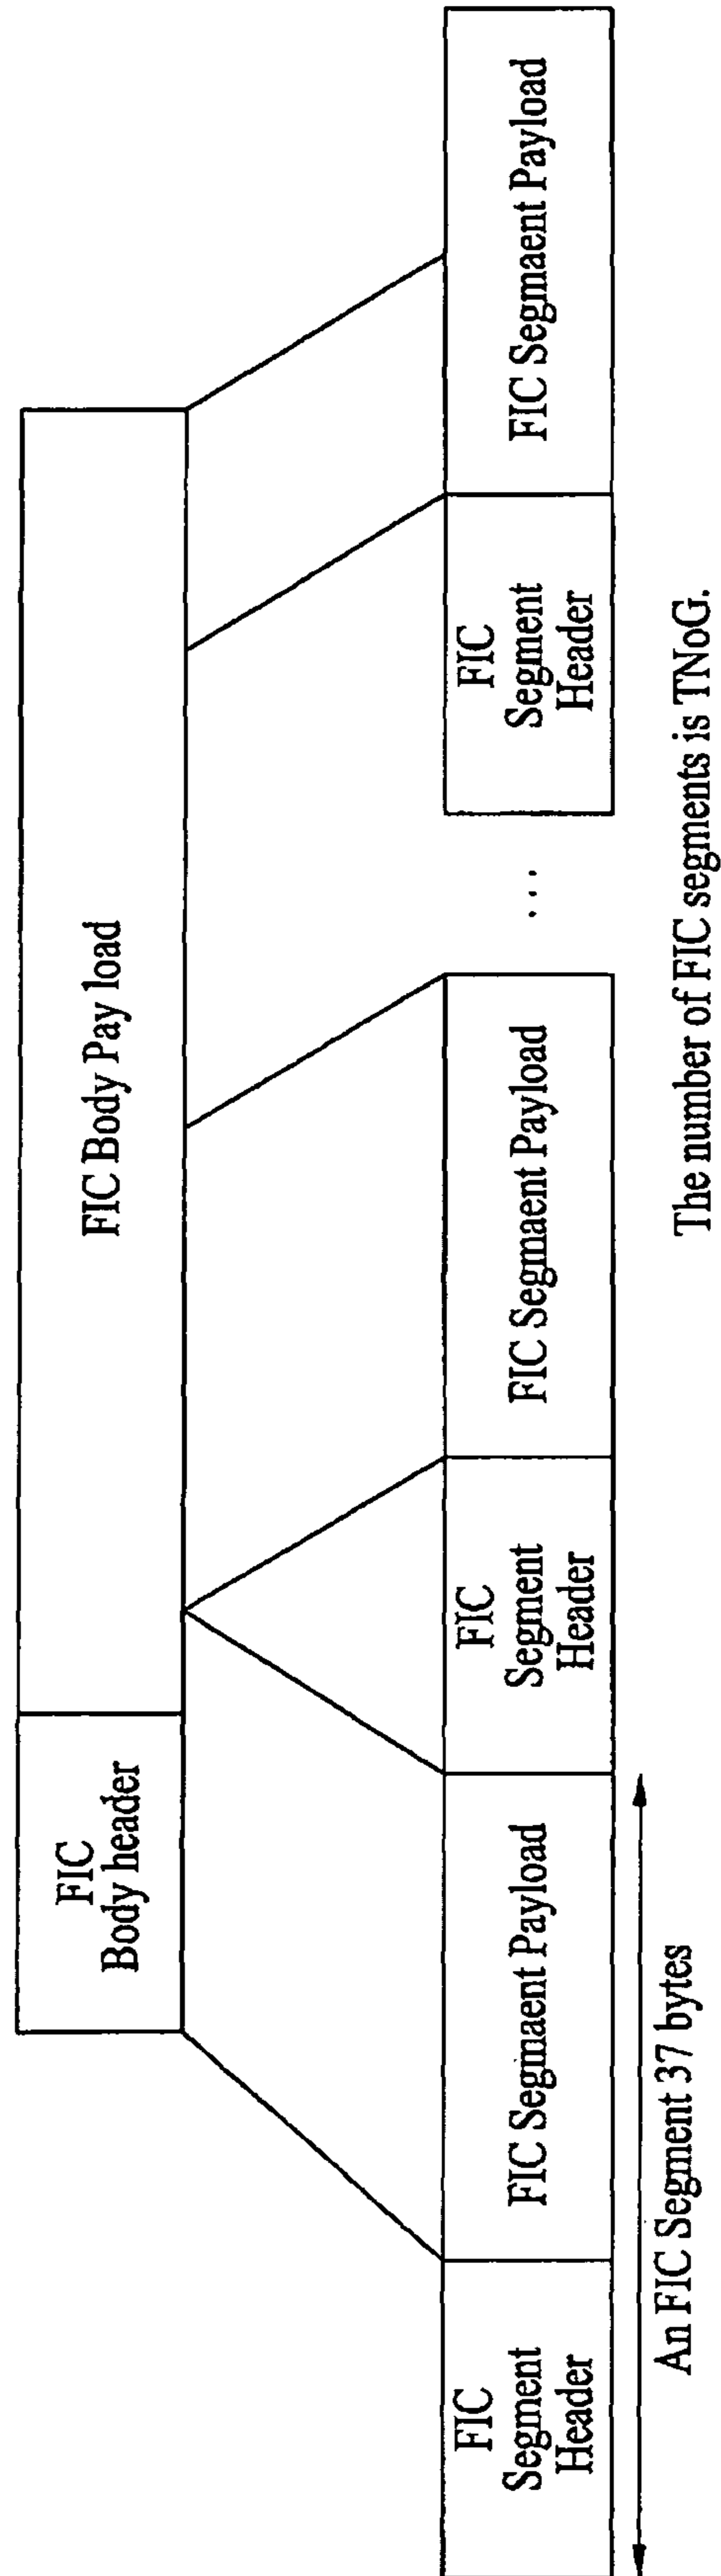 FIC
Body header
FIC Body Pay load
FIC
Segment
Header
FIC Segmaent Payload
FIC
Segment
Header
FIC Segmaent Payload
...
FIC
Segment
Header
FIC Segmaent Payload
An FIC Segment 37 bytes
The number of FIC segments is TNoG.